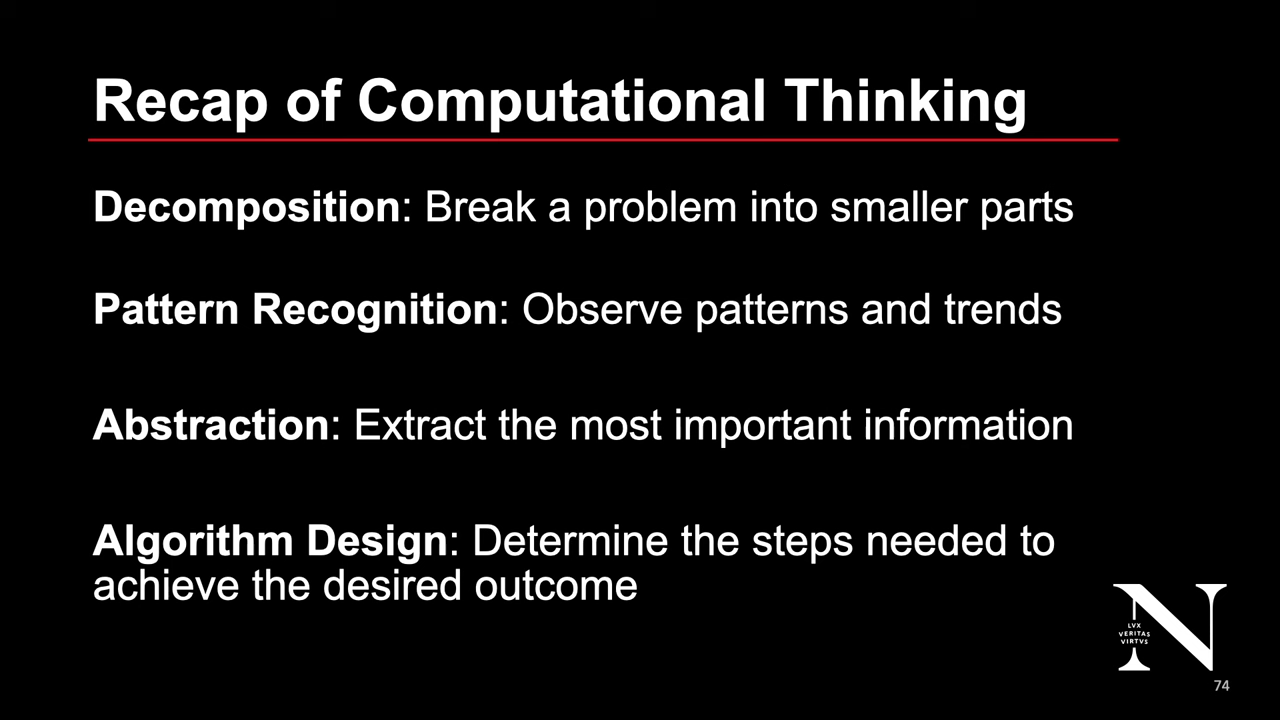 Recap of Computational Thinking
Decomposition: Break a problem into smaller parts
Pattern Recognition: Observe patterns and trends
Abstraction: Extract the most important information
Algorithm Design: Determine the steps needed to
achieve the desired outcome
N
LVX
VERITAS
VIRTVS
74